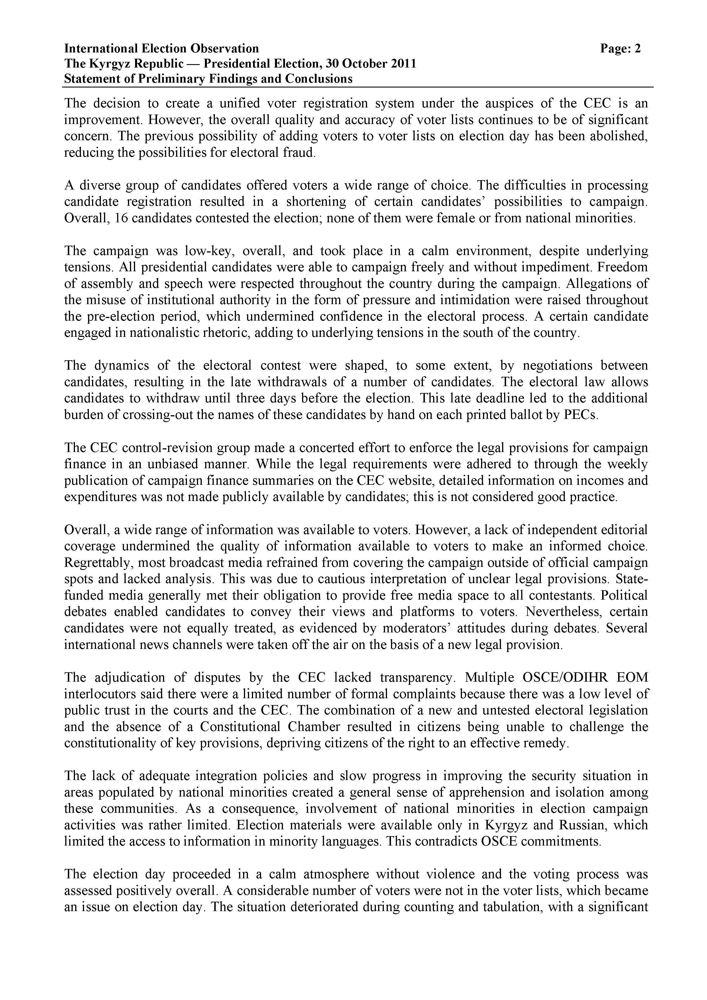 International Election Observation Page: 2
The Kyrgyz Republic — Presidential Election, 30 October 2011
Statement of Preliminary Findings and Conclusions
The decision to create a unified voter registration system under the auspices of the CEC is an
improvement. However, the overall quality and accuracy of voter lists continues to be of significant
concern. The previous possibility of adding voters to voter lists on election day has been abolished,
reducing the possibilities for electoral fraud.
A diverse group of candidates offered voters a wide range of choice. The difficulties in processing
candidate registration resulted in a shortening of certain candidates’ possibilities to campaign.
Overall, 16 candidates contested the election; none of them were female or from national minorities.
The campaign was low-key, overall, and took place in a calm environment, despite underlying
tensions. All presidential candidates were able to campaign freely and without impediment. Freedom
of assembly and speech were respected throughout the country during the campaign. Allegations of
the misuse of institutional authority in the form of pressure and intimidation were raised throughout
the pre-election period, which undermined confidence in the electoral process. A certain candidate
engaged in nationalistic rhetoric, adding to underlying tensions in the south of the country.
The dynamics of the electoral contest were shaped, to some extent, by negotiations between
candidates, resulting in the late withdrawals of a number of candidates. The electoral law allows
candidates to withdraw until three days before the election. This late deadline led to the additional
burden of crossing-out the names of these candidates by hand on each printed ballot by PECs.
The CEC control-revision group made a concerted effort to enforce the legal provisions for campaign
finance in an unbiased manner. While the legal requirements were adhered to through the weekly
publication of campaign finance summaries on the CEC website, detailed information on incomes and
expenditures was not made publicly available by candidates; this is not considered good practice.
Overall, a wide range of information was available to voters. However, a lack of independent editorial
coverage undermined the quality of information available to voters to make an informed choice.
Regrettably, most broadcast media refrained from covering the campaign outside of official campaign
spots and lacked analysis. This was due to cautious interpretation of unclear legal provisions. State-
funded media generally met their obligation to provide free media space to all contestants. Political
debates enabled candidates to convey their views and platforms to voters. Nevertheless, certain
candidates were not equally treated, as evidenced by moderators’ attitudes during debates. Several
international news channels were taken off the air on the basis of a new legal provision.
The adjudication of disputes by the CEC lacked transparency. Multiple OSCE/ODIHR EOM
interlocutors said there were a limited number of formal complaints because there was a low level of
public trust in the courts and the CEC. The combination of a new and untested electoral legislation
and the absence of a Constitutional Chamber resulted in citizens being unable to challenge the
constitutionality of key provisions, depriving citizens of the right to an effective remedy.
The lack of adequate integration policies and slow progress in improving the security situation in
areas populated by national minorities created a general sense of apprehension and isolation among
these communities. As a consequence, involvement of national minorities in election campaign
activities was rather limited. Election materials were available only in Kyrgyz and Russian, which
limited the access to information in minority languages. This contradicts OSCE commitments.
The election day proceeded in a calm atmosphere without violence and the voting process was
assessed positively overall. A considerable number of voters were not in the voter lists, which became
an issue on election day. The situation deteriorated during counting and tabulation, with a significant